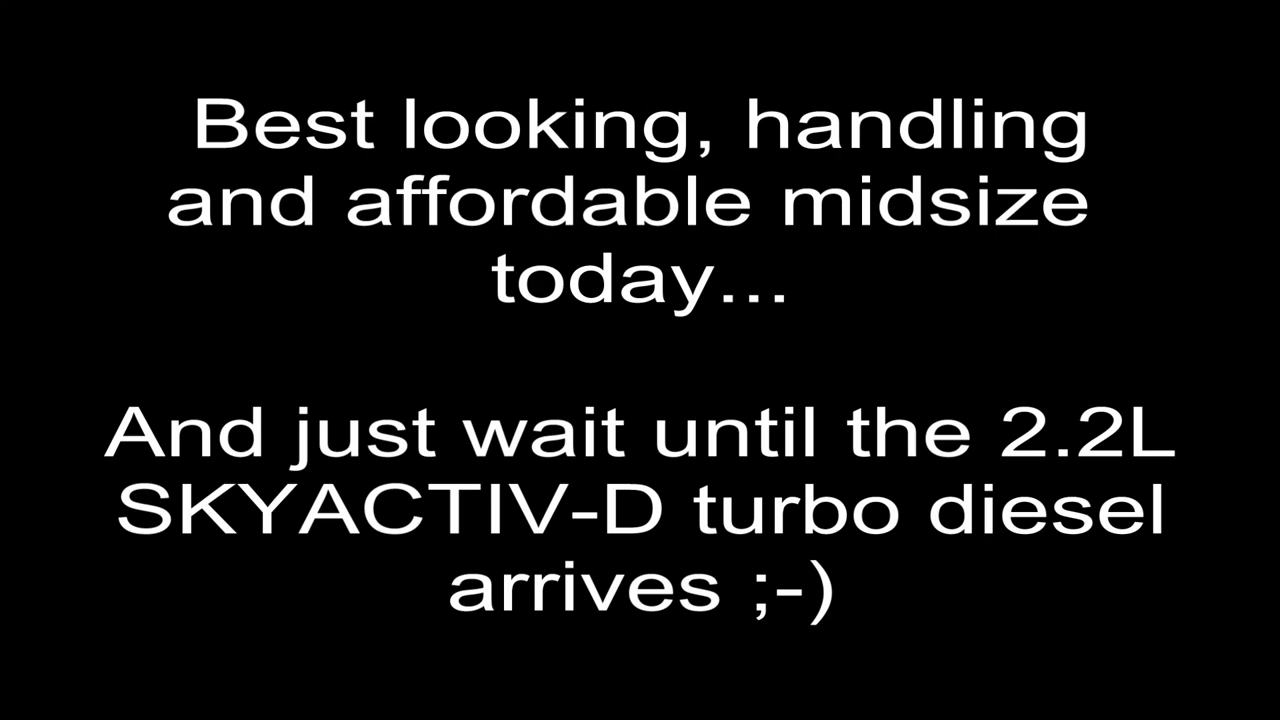 Best looking, handling
and affordable midsize
today...
And just wait until the 2.2L
SKYACTIV-D turbo diesel
arrives ;-)